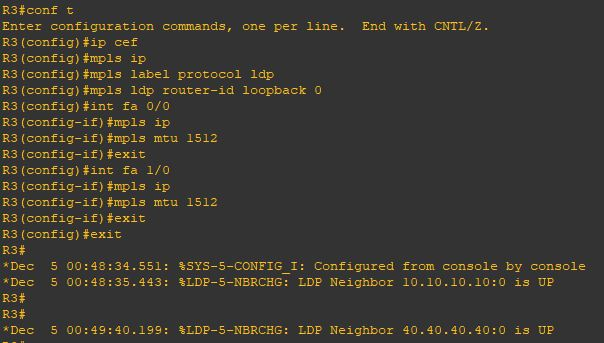 R3#conf t
Enter configuration commands, one per line.  End with CNTL/Z.
R3(config)#ip cef
R3(config)#mpls ip
R3(config)#mpls label protocol ldp
R3(config)#mpls ldp router-id loopback 0
R3(config)#int fa 0/0
R3(config-if)#mpls ip
R3(config-if)#mpls mtu 1512
R3(config-if)#exit
R3(config)#int fa 1/0
R3(config-if)#mpls ip
R3(config-if)#mpls mtu 1512
R3(config-if)#exit
R3(config)#exit
R3#
*Dec  5 00:48:34.551: %SYS-5-CONFIG_I: Configured from console by console
*Dec  5 00:48:35.443: %LDP-5-NBRCHG: LDP Neighbor 10.10.10.10:0 is UP
R3#
R3#
*Dec  5 00:49:40.199: %LDP-5-NBRCHG: LDP Neighbor 40.40.40.40:0 is UP